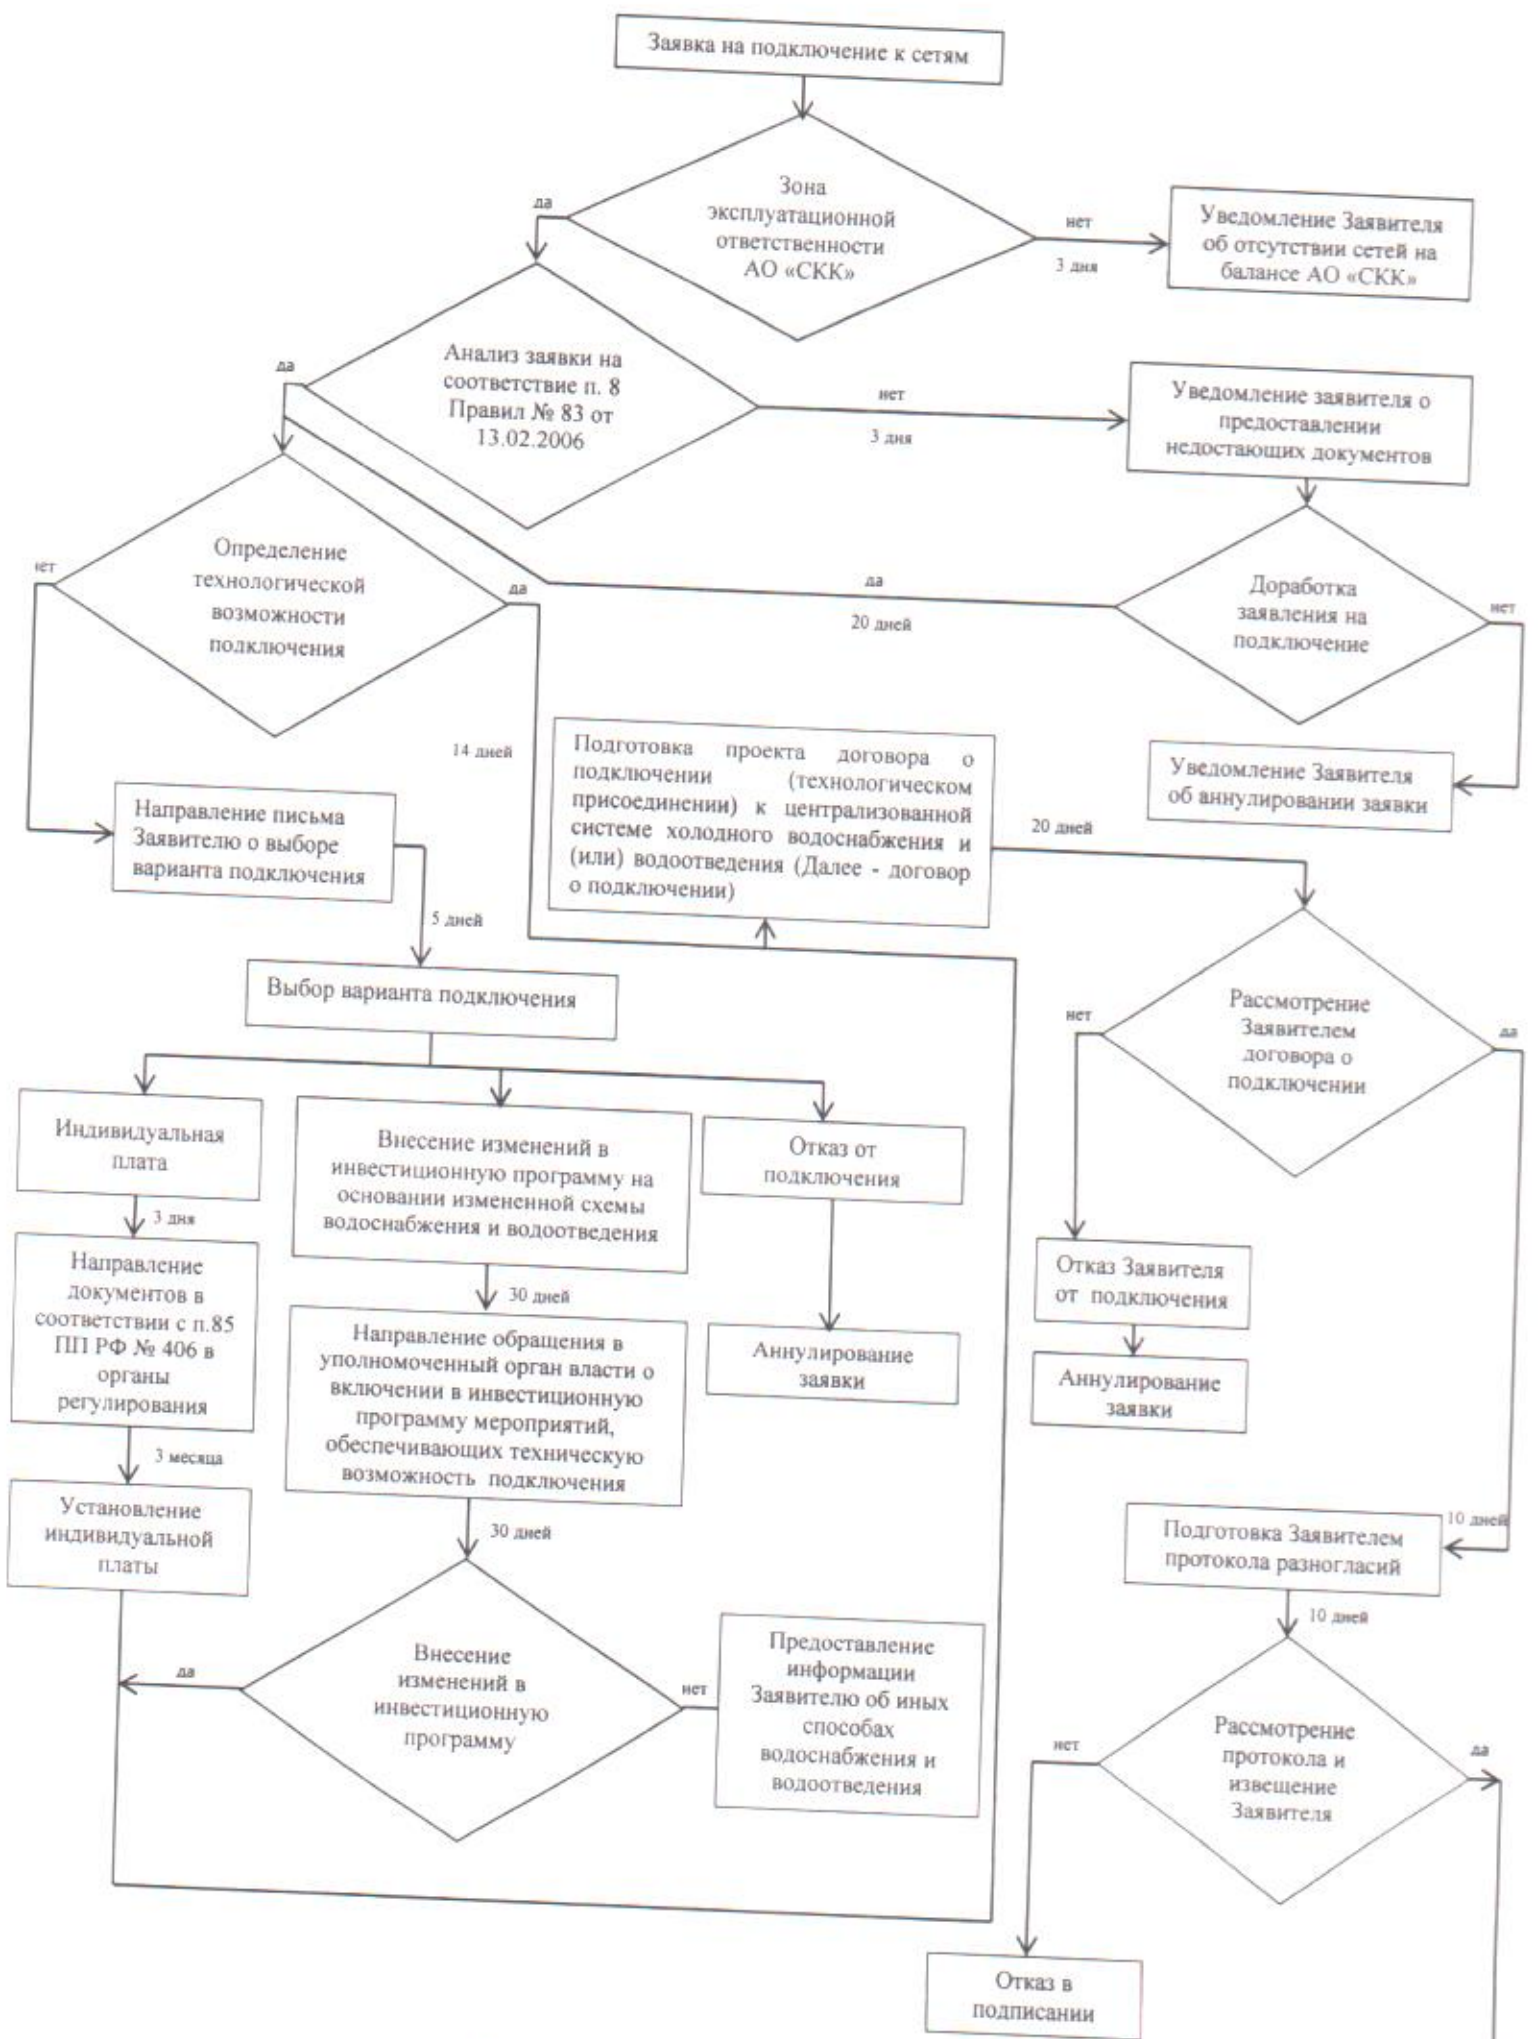 Заявка на подключение к сетям
Зона
эксплуатационной
ответственности
АО «СКК»
да
нет
3 дня
Уведомление Заявителя
об отсутствии сетей на
балансе АО «СКК»
Анализ заявки на
соответствие п. 8
Правил № 83 от
13.02.2006
да
нет
3 дня
Уведомление заявителя о
предоставлении
недостающих документов
Определение
технологической
возможности
подключения
нет
да
да
20 дней
Доработка
заявления на
подключение
нет
14 дней
Уведомление Заявителя
об аннулировании заявки
Подготовка проекта договора о
подключении (технологическом
присоединении) к централизованной
системе холодного водоснабжения и
(или) водоотведения (Далее - договор
о подключении)
20 дней
Направление письма
Заявителю о выборе
варианта подключения
5 дней
Выбор варианта подключения
Рассмотрение
Заявителем
договора о
подключении
нет
да
Индивидуальная
плата
Внесение изменений в
инвестиционную программу на
основании измененной схемы
водоснабжения и водоотведения
Отказ от
подключения
3 дня
Направление
документов в
соответствии с п.85
ПП РФ № 406 в
органы
регулирования
30 дней
Направление обращения в
уполномоченный орган власти о
включении в инвестиционную
программу мероприятий,
обеспечивающих техническую
возможность подключения
Аннулирование
заявки
Отказ Заявителя
от подключения
Аннулирование
заявки
3 месяца
Установление
индивидуальной
платы
30 дней
10 дней
Подготовка Заявителем
протокола разногласий
10 дней
Внесение
изменений в
инвестиционную
программу
да
нет
Предоставление
информации
Заявителю об иных
способах
водоснабжения и
водоотведения
Рассмотрение
протокола и
извещение
Заявителя
нет
да
Отказ в
подписании